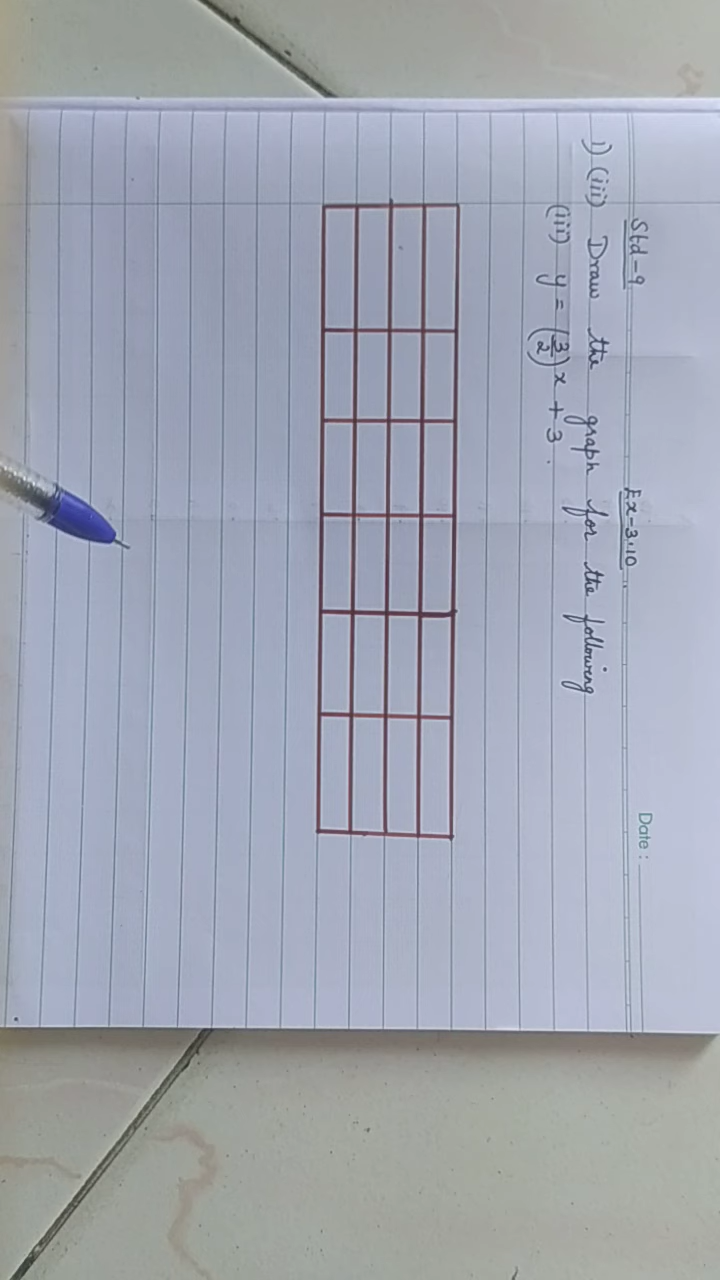 Date :
Std-9 Ex-3.10
1) (iii) Draw the graph for the following
(iii) y = (3/2)x + 3.